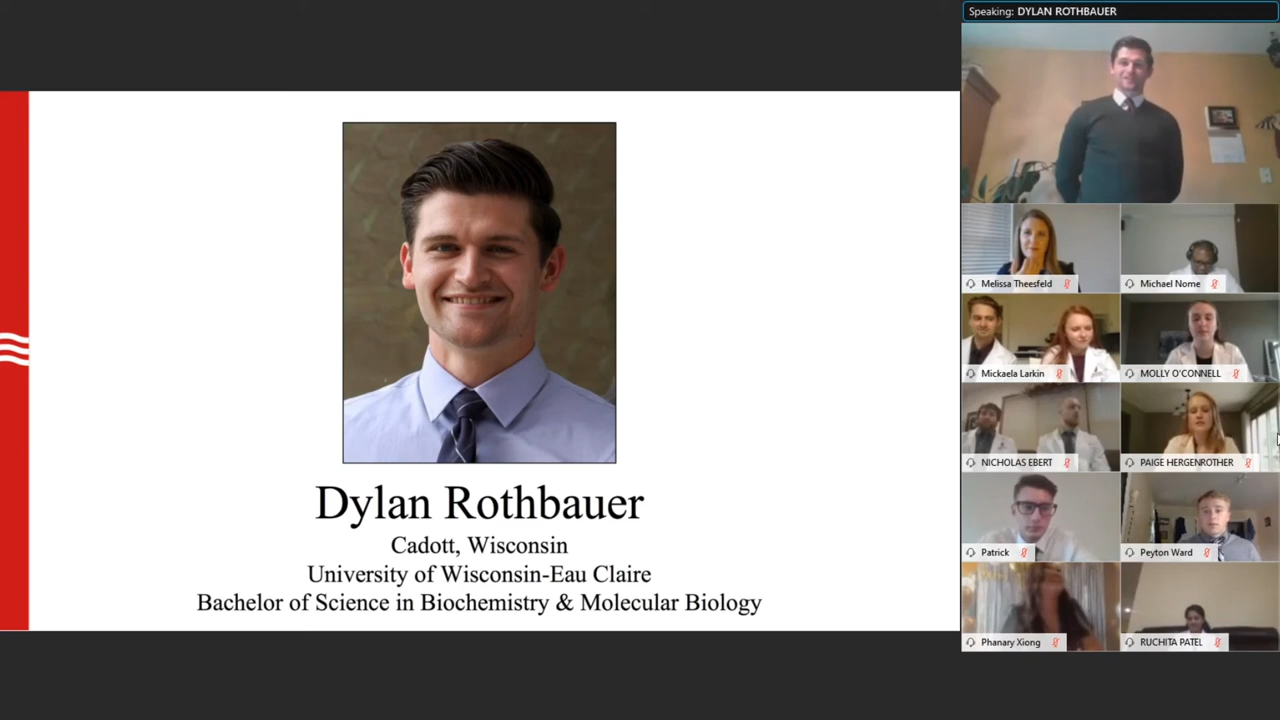 Speaking: DYLAN ROTHBAUER
Dylan Rothbauer
Cadott, Wisconsin
University of Wisconsin-Eau Claire
Bachelor of Science in Biochemistry & Molecular Biology
Melissa Theesfeld
Michael Nome
Mickaela Larkin
MOLLY O'CONNELL
NICHOLAS EBERT
PAIGE HERGENROTHER
Patrick
Peyton Ward
Phanary Xiong
RUCHITA PATEL